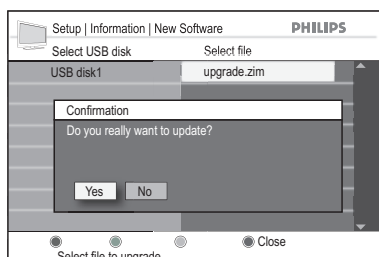 Setup | Information | New Software PHILIPS
Select USB disk Select file
USB disk1 upgrade.zim
Confirmation
Do you really want to update?
Yes No
Close
Select file to upgrade